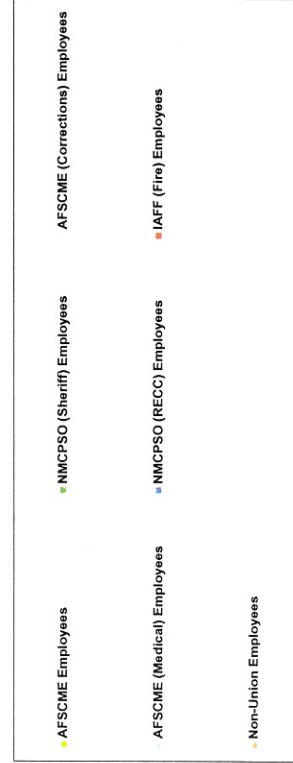 AFSCME Employees
NMCPSO (Sheriff) Employees
AFSCME (Corrections) Employees
AFSCME (Medical) Employees
NMCPSO (RECC) Employees
IAFF (Fire) Employees
Non-Union Employees